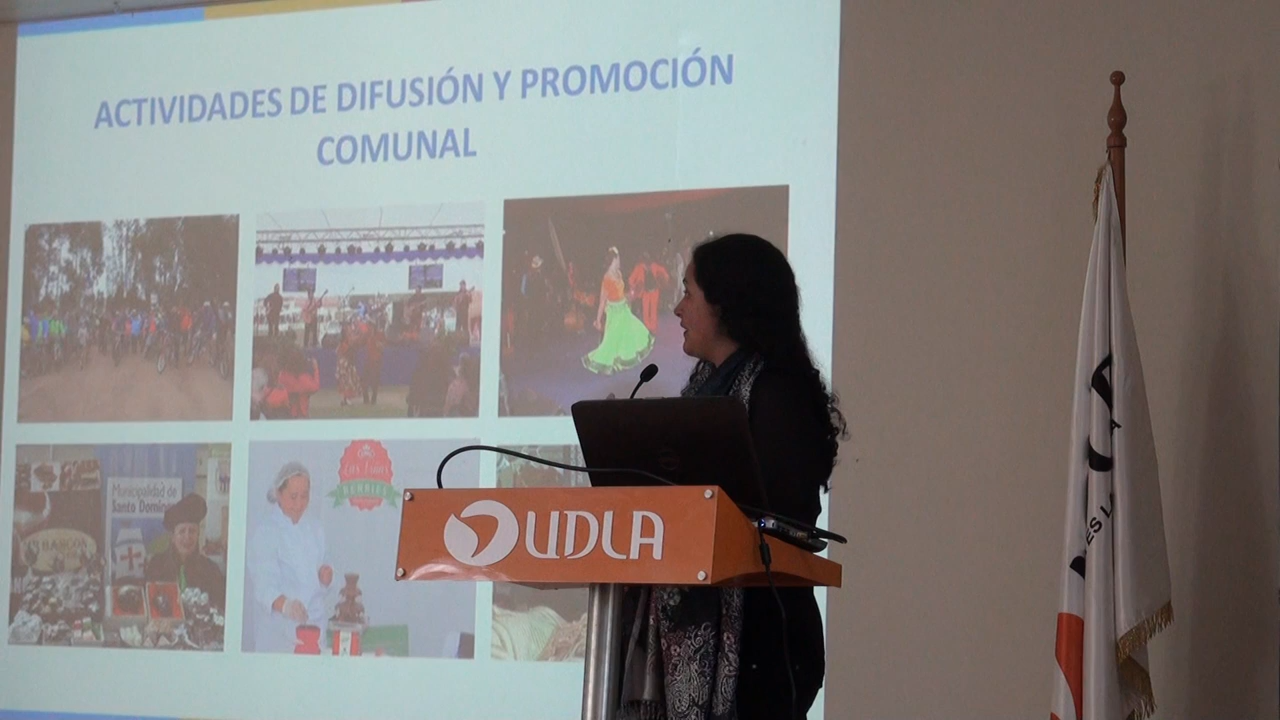 ACTIVIDADES DE DIFUSIÓN Y PROMOCIÓN
COMUNAL
Municipalidad de
Santo Domingo
UDLA